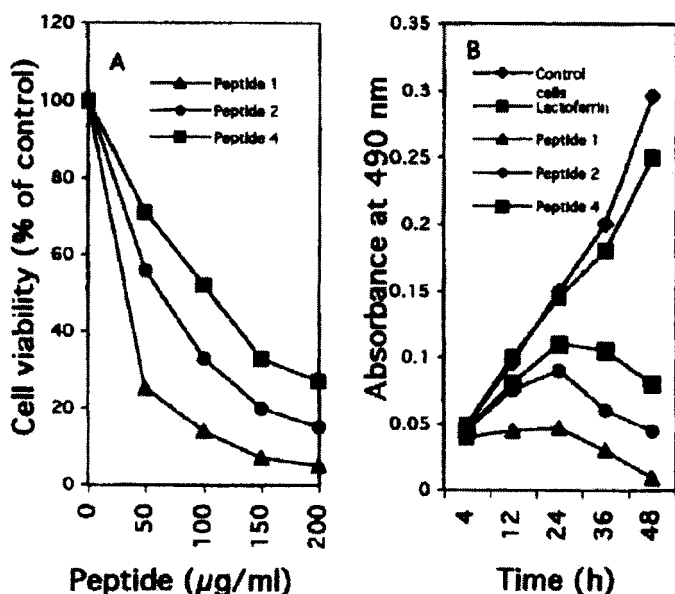 A
Peptide 1
Peptide 2
Peptide 4
Cell viability (% of control)
120
100
80
60
40
20
0
0
50
100
150
200
Peptide (μg/ml)
B
Control
cells
Lactoferrin
Peptide 1
Peptide 2
Peptide 4
Absorbance at 490 nm
0.35
0.3
0.25
0.2
0.15
0.1
0.05
0
4
12
24
36
48
Time (h)